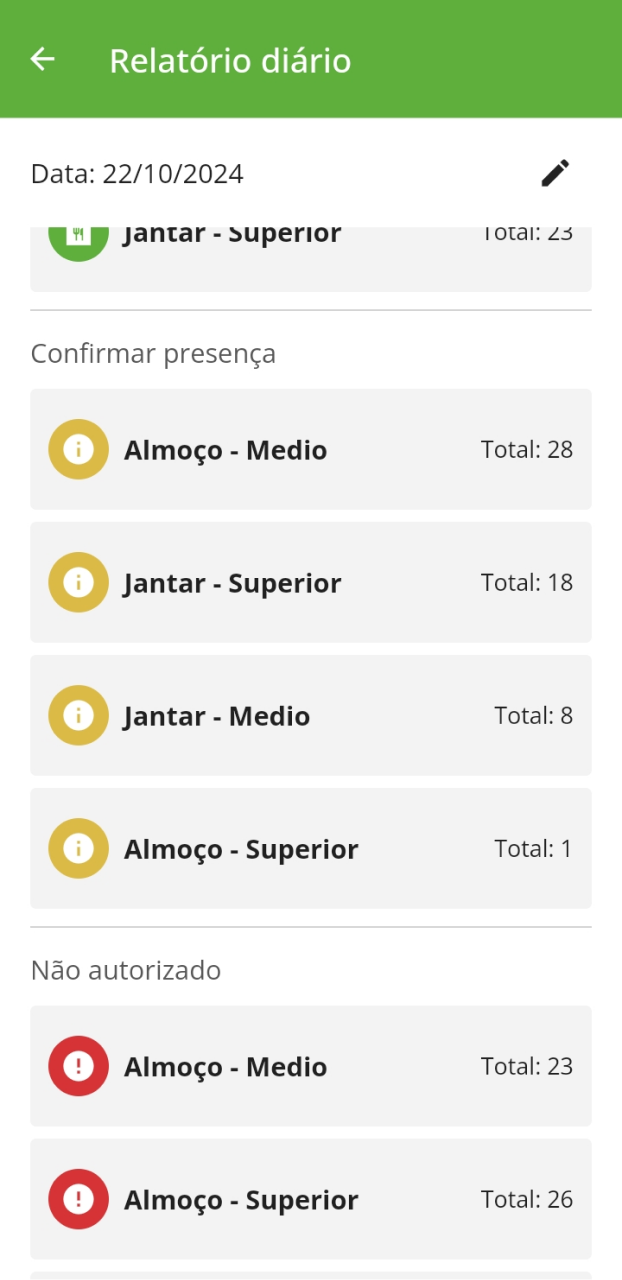 Relatório diário
Data: 22/10/2024
Jantar - Superior Total: 23
Confirmar presença
Almoço - Medio Total: 28
Jantar - Superior Total: 18
Jantar - Medio Total: 8
Almoço - Superior Total: 1
Não autorizado
Almoço - Medio Total: 23
Almoço - Superior Total: 26